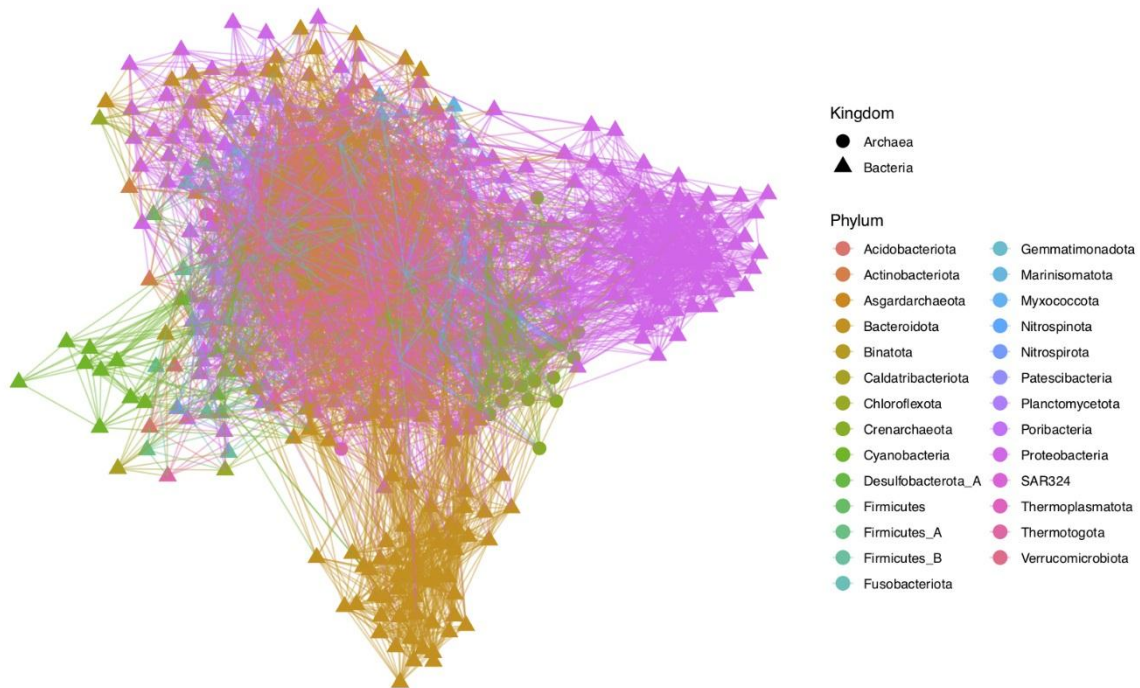 Kingdom
Archaea
Bacteria
Phylum
Acidobacteriota
Actinobacteriota
Asgardarchaeota
Bacteroidota
Binatota
Caldatribacteriota
Chloroflexota
Crenarchaeota
Cyanobacteria
Desulfobacterota_A
Firmicutes
Firmicutes_A
Firmicutes_B
Fusobacteriota
Gemmatimonadota
Marinisomatota
Myxococcota
Nitrospinota
Nitrospirota
Patescibacteria
Planctomycetota
Poribacteria
Proteobacteria
SAR324
Thermoplasmatota
Thermotogota
Verrucomicrobiota